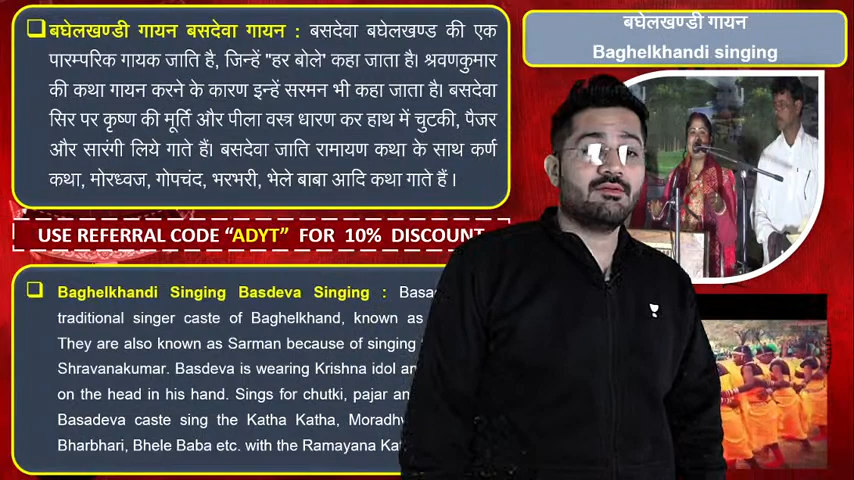 बघेलखण्डी गायन बसदेवा गायन : बसदेवा बघेलखण्ड की एक
पारम्परिक गायक जाति है, जिन्हें "हर बोले' कहा जाता है। श्रवणकुमार
की कथा गायन करने के कारण इन्हें सरमन भी कहा जाता है। बसदेवा
सिर पर कृष्ण की मूर्ति और पीला वस्त्र धारण कर हाथ में चुटकी, पैजर
और सारंगी लिये गाते हैं। बसदेवा जाति रामायण कथा के साथ कर्ण
कथा, मोरध्वज, गोपचंद, भरभरी, भेले बाबा आदि कथा गाते हैं ।
बघेलखण्डी गायन
Baghelkhandi singing
USE REFERRAL CODE “ADYT” FOR 10% DISCOUNT
Baghelkhandi Singing Basdeva Singing :
traditional singer caste of Baghelkhand, known as
They are also known as Sarman because of singing
Shravanakumar. Basdeva is wearing Krishna idol
on the head in his hand. Sings for chutki, pajar
Basadeva caste sing the Katha Katha,
Bharbhari, Bhele Baba etc. with the Ramayana